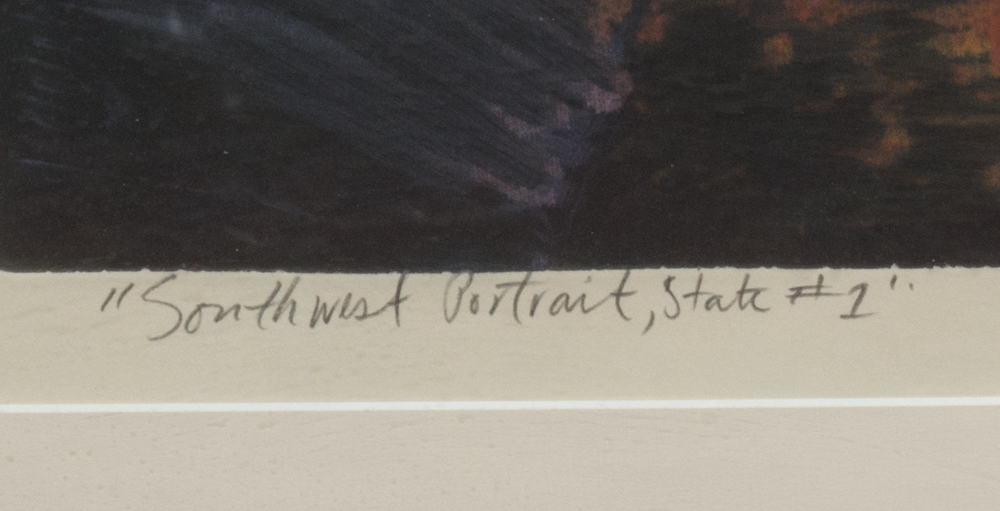 "Southwest Portrait, State #1"